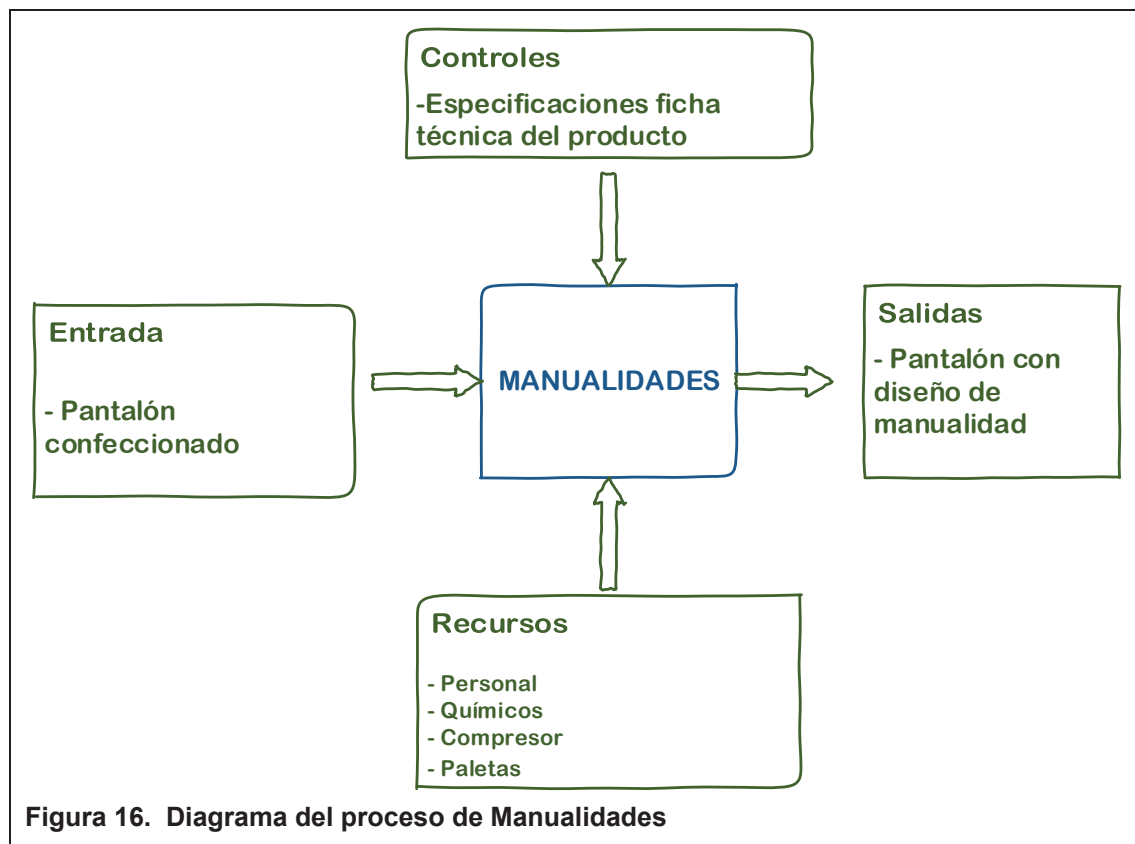 Controles
-Especificaciones ficha
técnica del producto
Entrada
- Pantalón
confeccionado
MANUALIDADES
Salidas
- Pantalón con
diseño de
manualidad
Recursos
- Personal
- Químicos
- Compresor
- Paletas
Figura 16. Diagrama del proceso de Manualidades